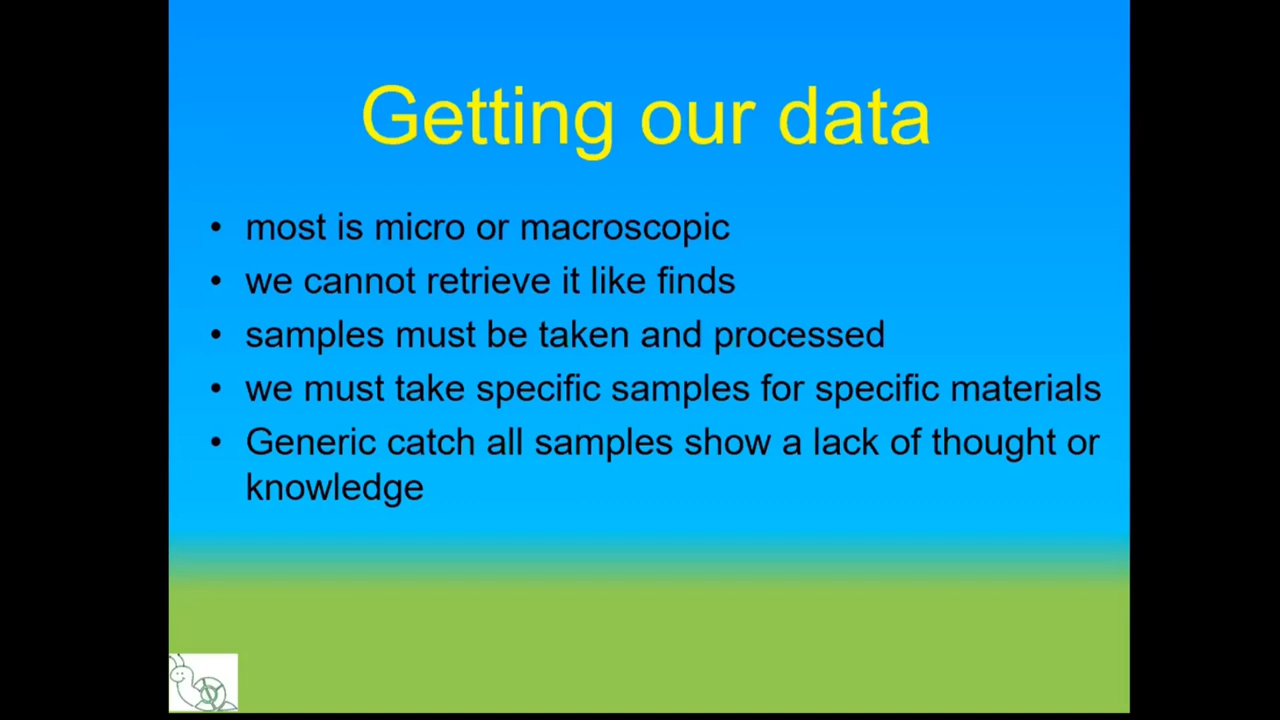 Getting our data
• most is micro or macroscopic
• we cannot retrieve it like finds
• samples must be taken and processed
• we must take specific samples for specific materials
• Generic catch all samples show a lack of thought or
knowledge